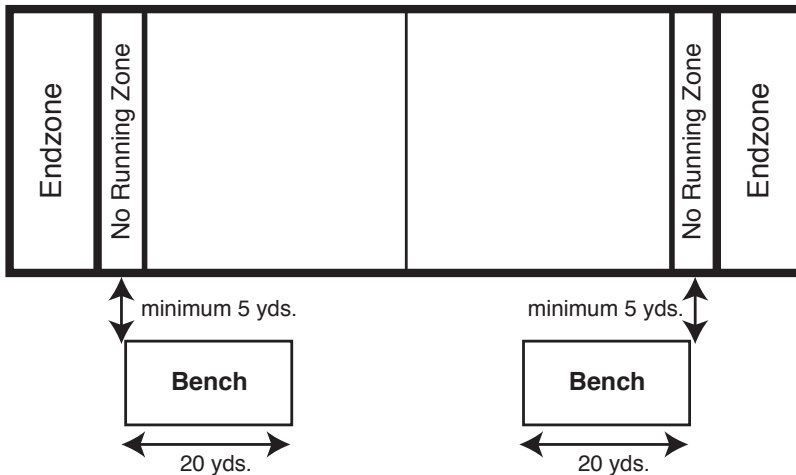 Endzone
No Running Zone
No Running Zone
Endzone
minimum 5 yds.
minimum 5 yds.
Bench
Bench
20 yds.
20 yds.